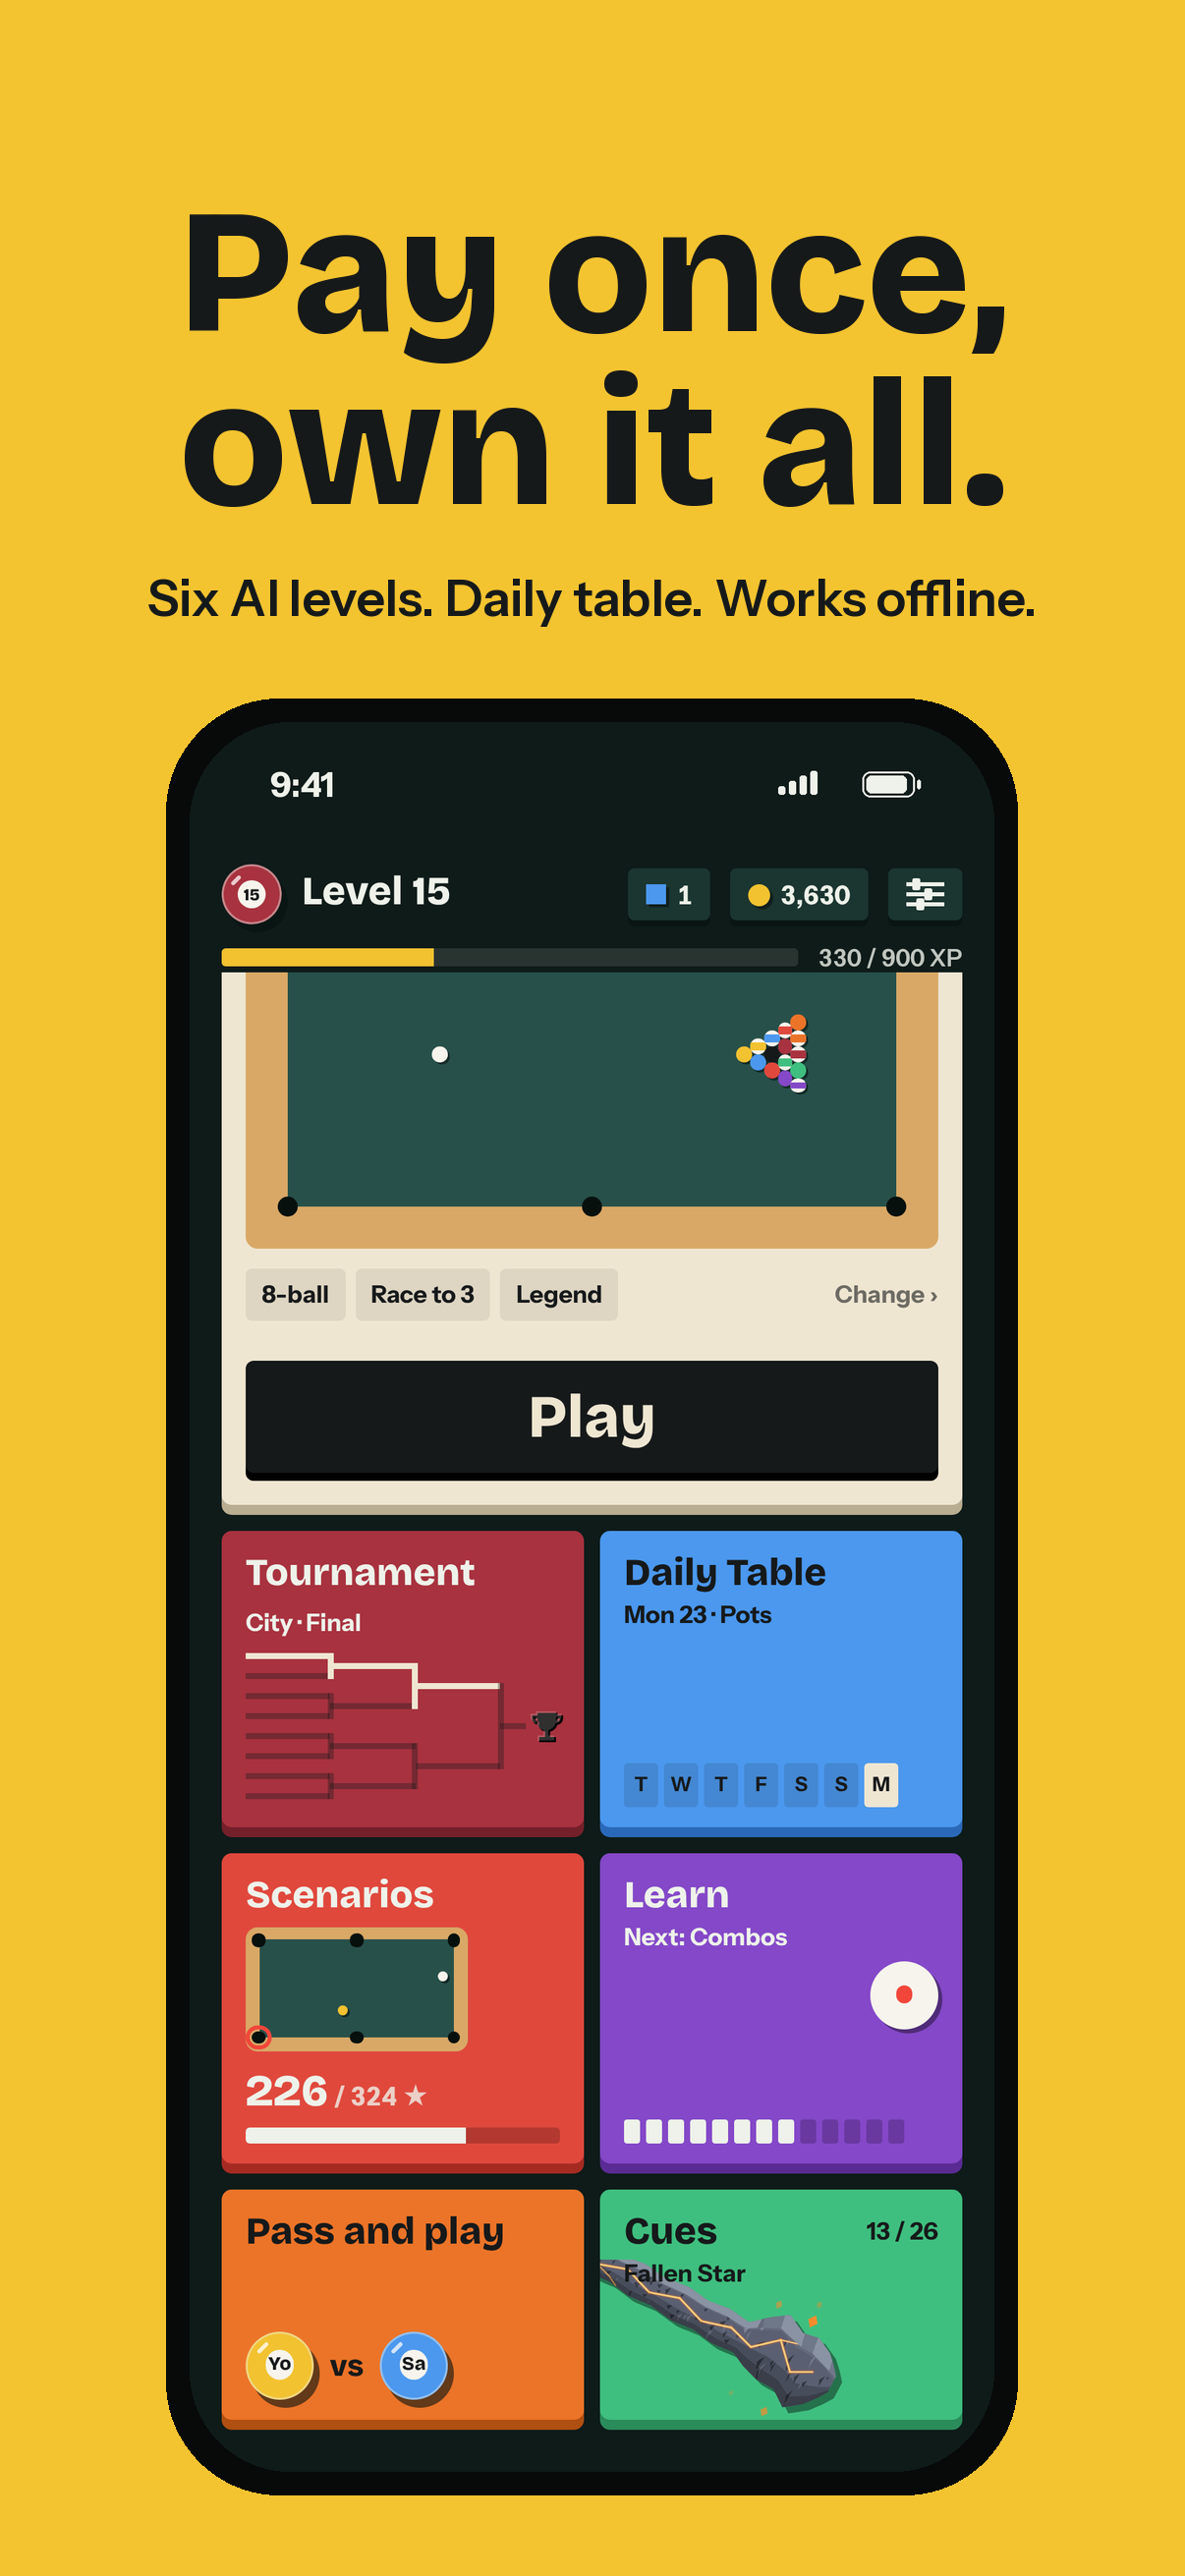 Pay once,
own it all.
Six AI levels. Daily table. Works offline.
9:41
15 Level 15 1 3,630
330 / 900 XP
8-ball Race to 3 Legend Change ›
Play
Tournament
City · Final
Daily Table
Mon 23 · Pots
T W T F S S M
Scenarios
226 / 324 ★
Learn
Next: Combos
Pass and play
Yo vs Sa
Cues 13 / 26
Fallen Star